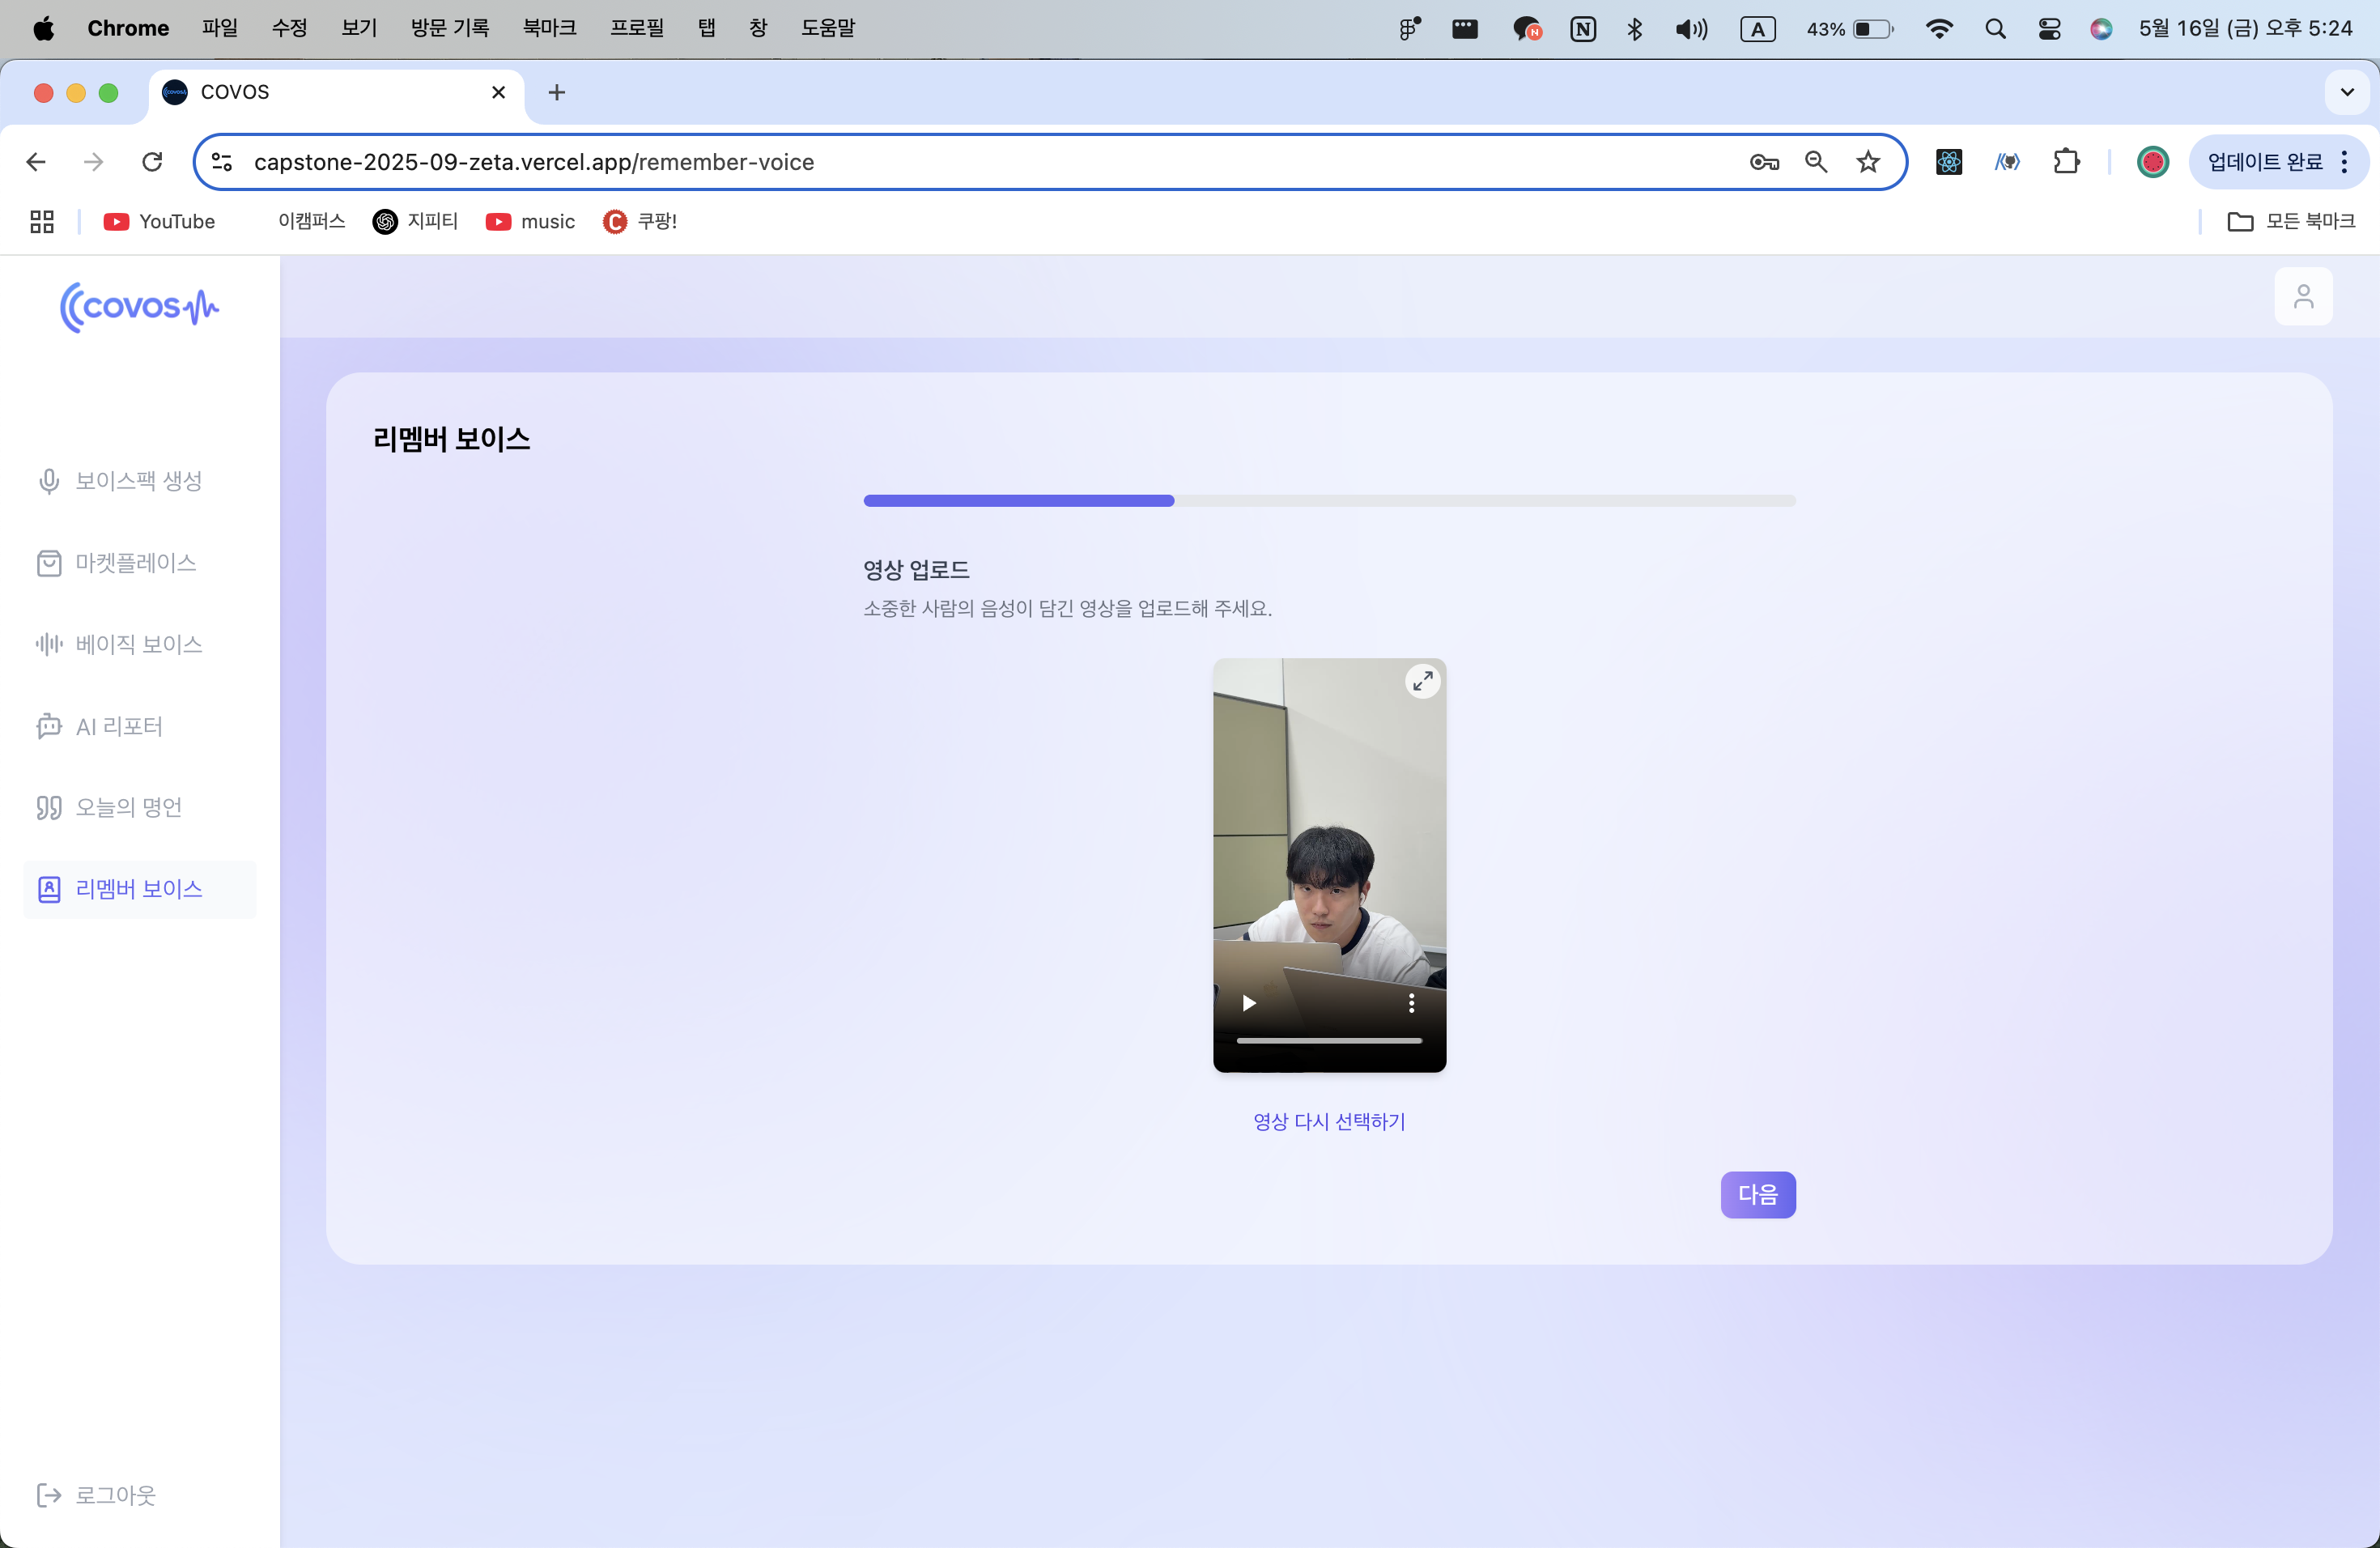 Chrome 파일 수정 보기 방문 기록 북마크 프로필 탭 창 도움말 N N A 43% 5월 16일 (금) 오후 5:24
COVOS
capstone-2025-09-zeta.vercel.app/remember-voice 업데이트 완료
YouTube 이캠퍼스 지피티 music 쿠팡! 모든 북마크
covos
리멤버 보이스
보이스팩 생성
마켓플레이스
베이직 보이스
AI 리포터
오늘의 명언
리멤버 보이스
로그아웃
영상 업로드
소중한 사람의 음성이 담긴 영상을 업로드해 주세요.
영상 다시 선택하기
다음